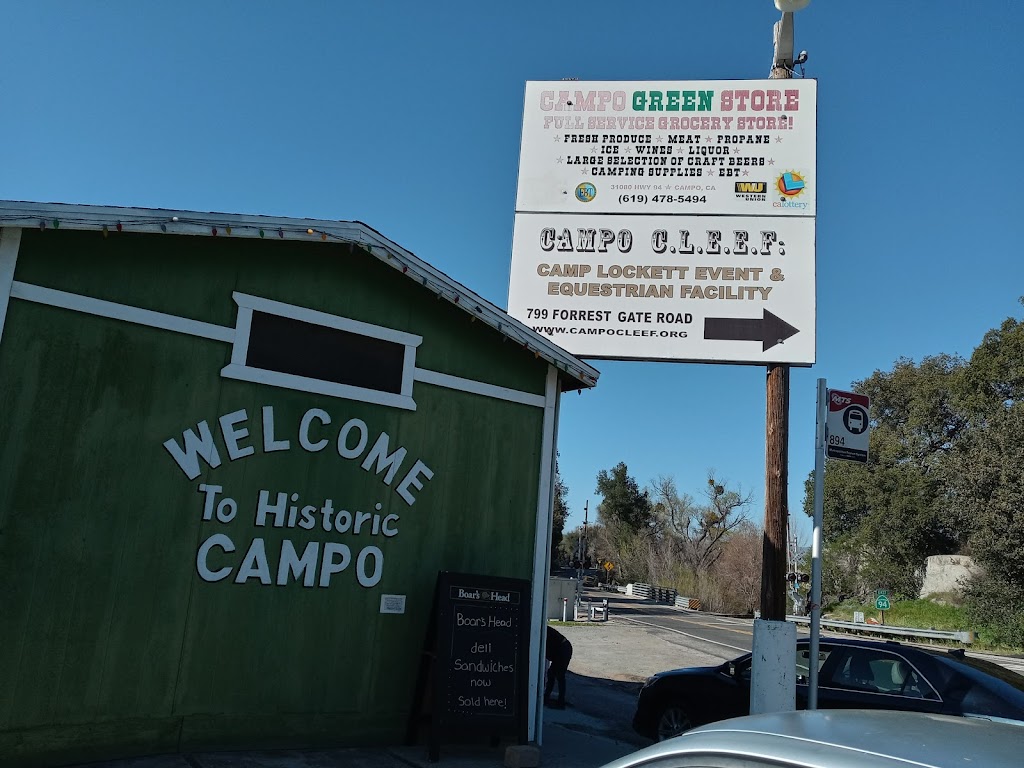 CAMPO GREEN STORE
FULL SERVICE GROCERY STORE!
FRESH PRODUCE ★ MEAT ★ PROPANE
ICE ★ WINES ★ LIQUOR
LARGE SELECTION OF CRAFT BEERS
CAMPING SUPPLIES ★ EBT
31080 HWY 94 ★ CAMPO, CA
(619) 478-5494
WU
WESTERN
UNION
calottery
CAMPO C.L.E.E.F:
CAMP LOCKETT EVENT &
EQUESTRIAN FACILITY
799 FORREST GATE ROAD
WWW.CAMPOCLEEF.ORG
WELCOME
To Historic
CAMPO
Boar's Head
Boar's Head
deli
Sandwiches
now
Sold here!
MTS
894
94